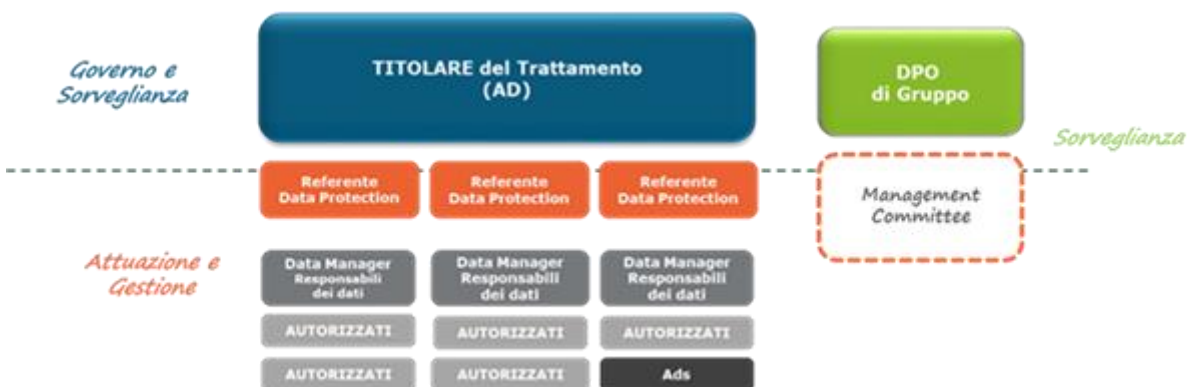 Governo e
Sorveglianza
TITOLARE del Trattamento
(AD)
DPO
di Gruppo
Sorveglianza
Referente
Data Protection
Referente
Data Protection
Referente
Data Protection
Management
Committee
Attuazione e
Gestione
Data Manager
Responsabili
dei dati
Data Manager
Responsabili
dei dati
Data Manager
Responsabili
dei dati
AUTORIZZATI
AUTORIZZATI
AUTORIZZATI
AUTORIZZATI
AUTORIZZATI
Ads